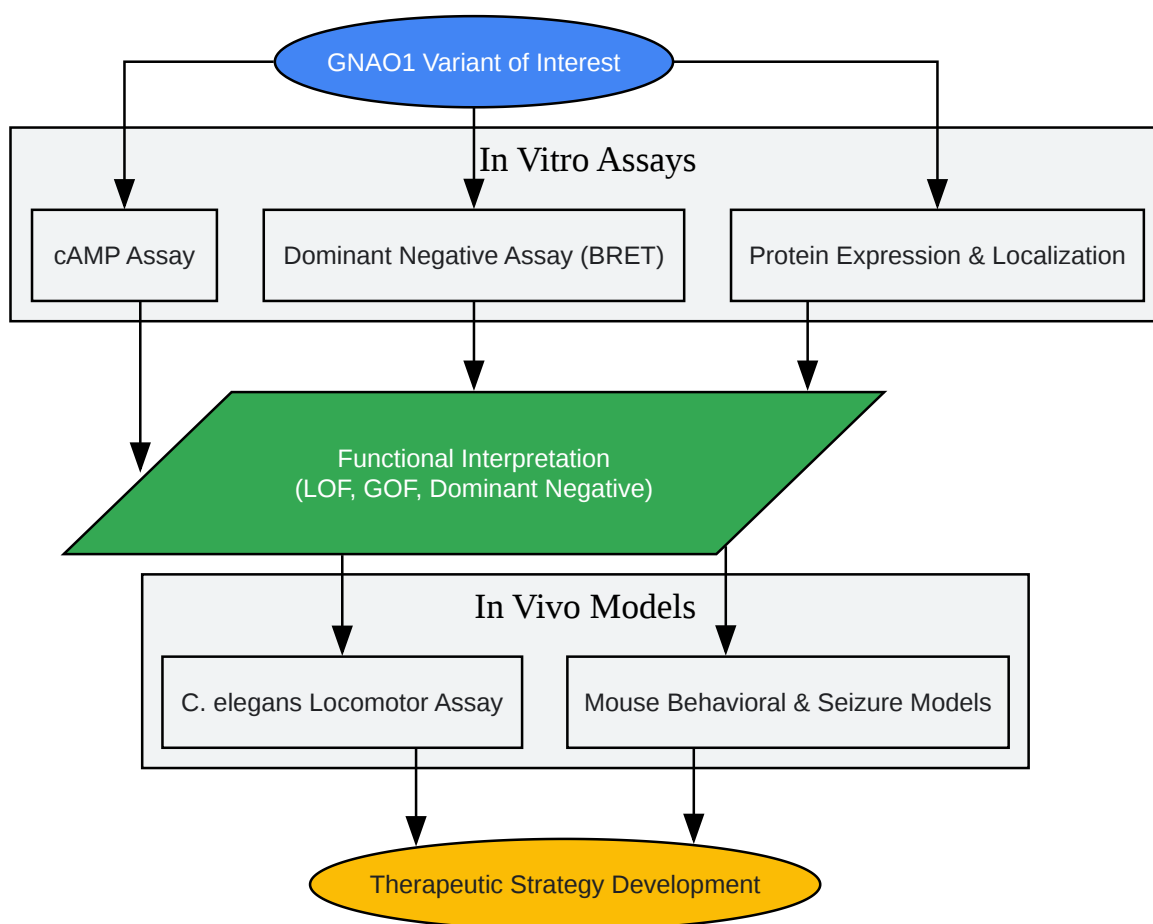 GNAO1 Variant of Interest
In Vitro Assays
cAMP Assay
Dominant Negative Assay (BRET)
Protein Expression & Localization
Functional Interpretation
(LOF, GOF, Dominant Negative)
In Vivo Models
C. elegans Locomotor Assay
Mouse Behavioral & Seizure Models
Therapeutic Strategy Development